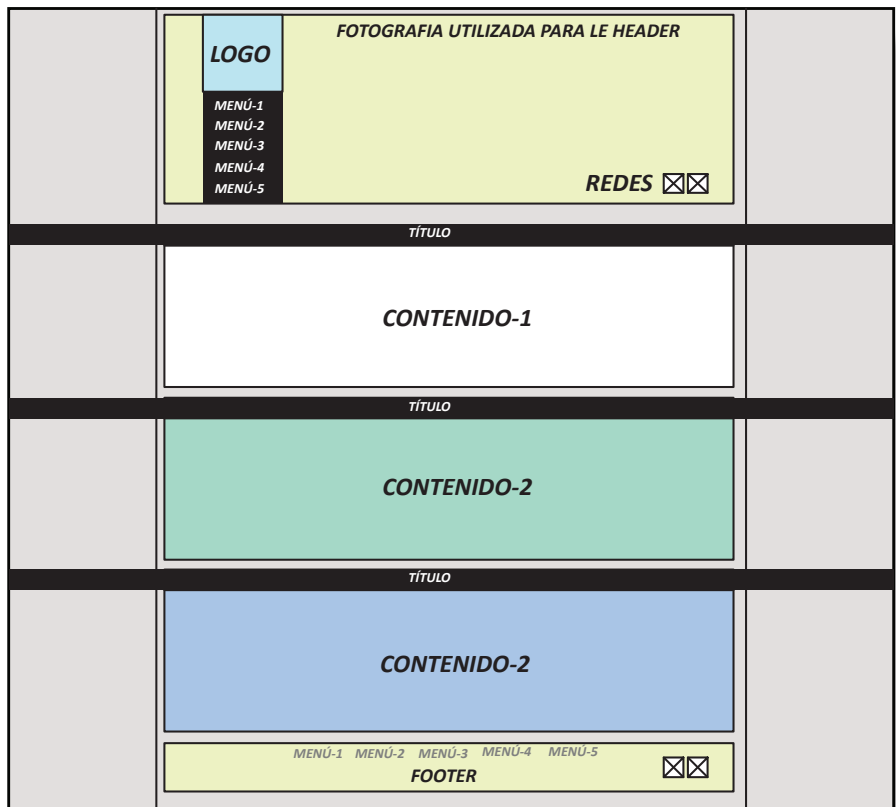 FOTOGRAFIA UTILIZADA PARA LE HEADER
LOGO
MENÚ-1
MENÚ-2
MENÚ-3
MENÚ-4
MENÚ-5
REDES
TÍTULO
CONTENIDO-1
TÍTULO
CONTENIDO-2
TÍTULO
CONTENIDO-2
MENÚ-1 MENÚ-2 MENÚ-3 MENÚ-4 MENÚ-5
FOOTER